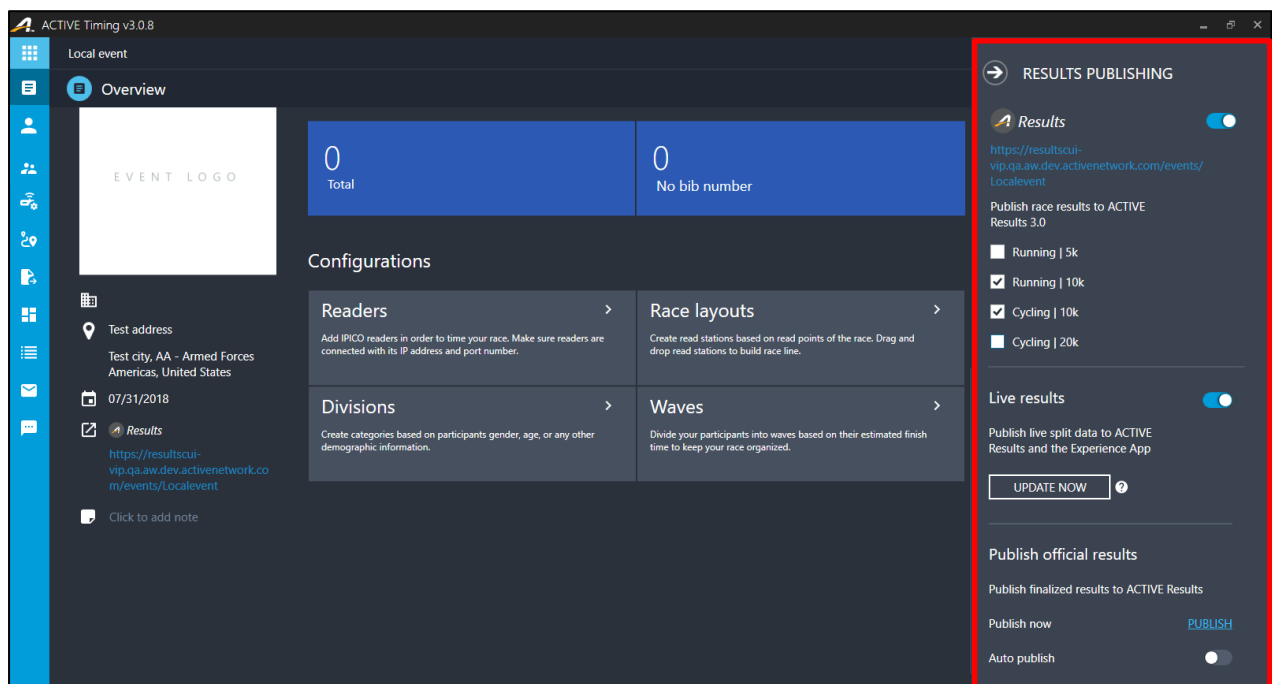 ACTIVE Timing v3.0.8
Local event
Overview
EVENT LOGO
Test address
Test city, AA - Armed Forces
Americas, United States
07/31/2018
Results
https://resultscui-
vip.qa.aw.dev.activenetwork.co
m/events/Localevent
Click to add note
0
Total
0
No bib number
Configurations
Readers
Add IPICO readers in order to time your race. Make sure readers are
connected with its IP address and port number.
Race layouts
Create read stations based on read points of the race. Drag and
drop read stations to build race line.
Divisions
Create categories based on participants gender, age, or any other
demographic information.
Waves
Divide your participants into waves based on their estimated finish
time to keep your race organized.
RESULTS PUBLISHING
Results
https://resultscui-
vip.qa.aw.dev.activenetwork.com/events/
Localevent
Publish race results to ACTIVE
Results 3.0
Running | 5k
Running | 10k
Cycling | 10k
Cycling | 20k
Live results
Publish live split data to ACTIVE
Results and the Experience App
UPDATE NOW ?
Publish official results
Publish finalized results to ACTIVE Results
Publish now PUBLISH
Auto publish